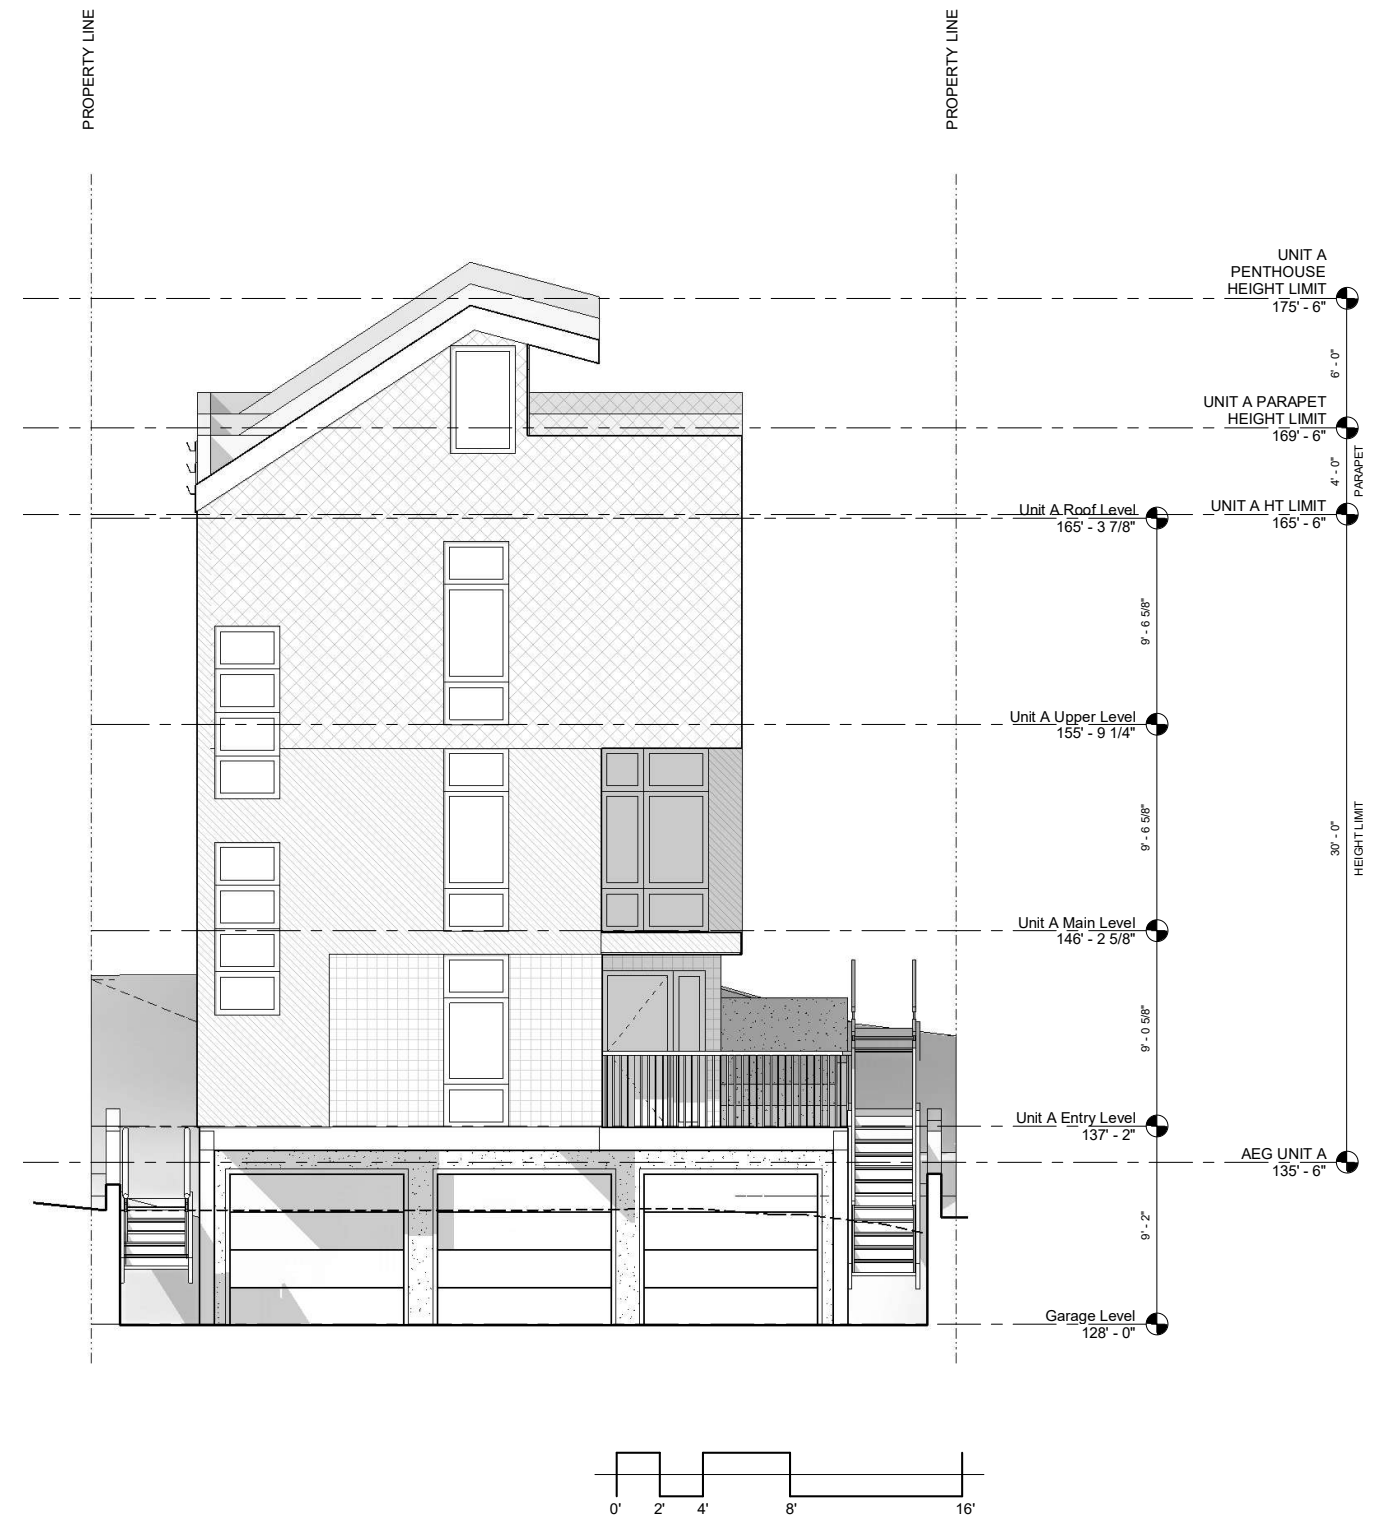 PROPERTY LINE
PROPERTY LINE
UNIT A
PENTHOUSE
HEIGHT LIMIT
175' - 6"
6' - 0"
UNIT A PARAPET
HEIGHT LIMIT
169' - 6"
4' - 0"
PARAPET
Unit A Roof Level
165' - 3 7/8"
UNIT A HT LIMIT
165' - 6"
9' - 6 5/8"
Unit A Upper Level
155' - 9 1/4"
9' - 6 5/8"
30' - 0"
HEIGHT LIMIT
Unit A Main Level
146' - 2 5/8"
9' - 0 5/8"
Unit A Entry Level
137' - 2"
AEG UNIT A
135' - 6"
9' - 2"
Garage Level
128' - 0"
0' 2' 4' 8' 16'